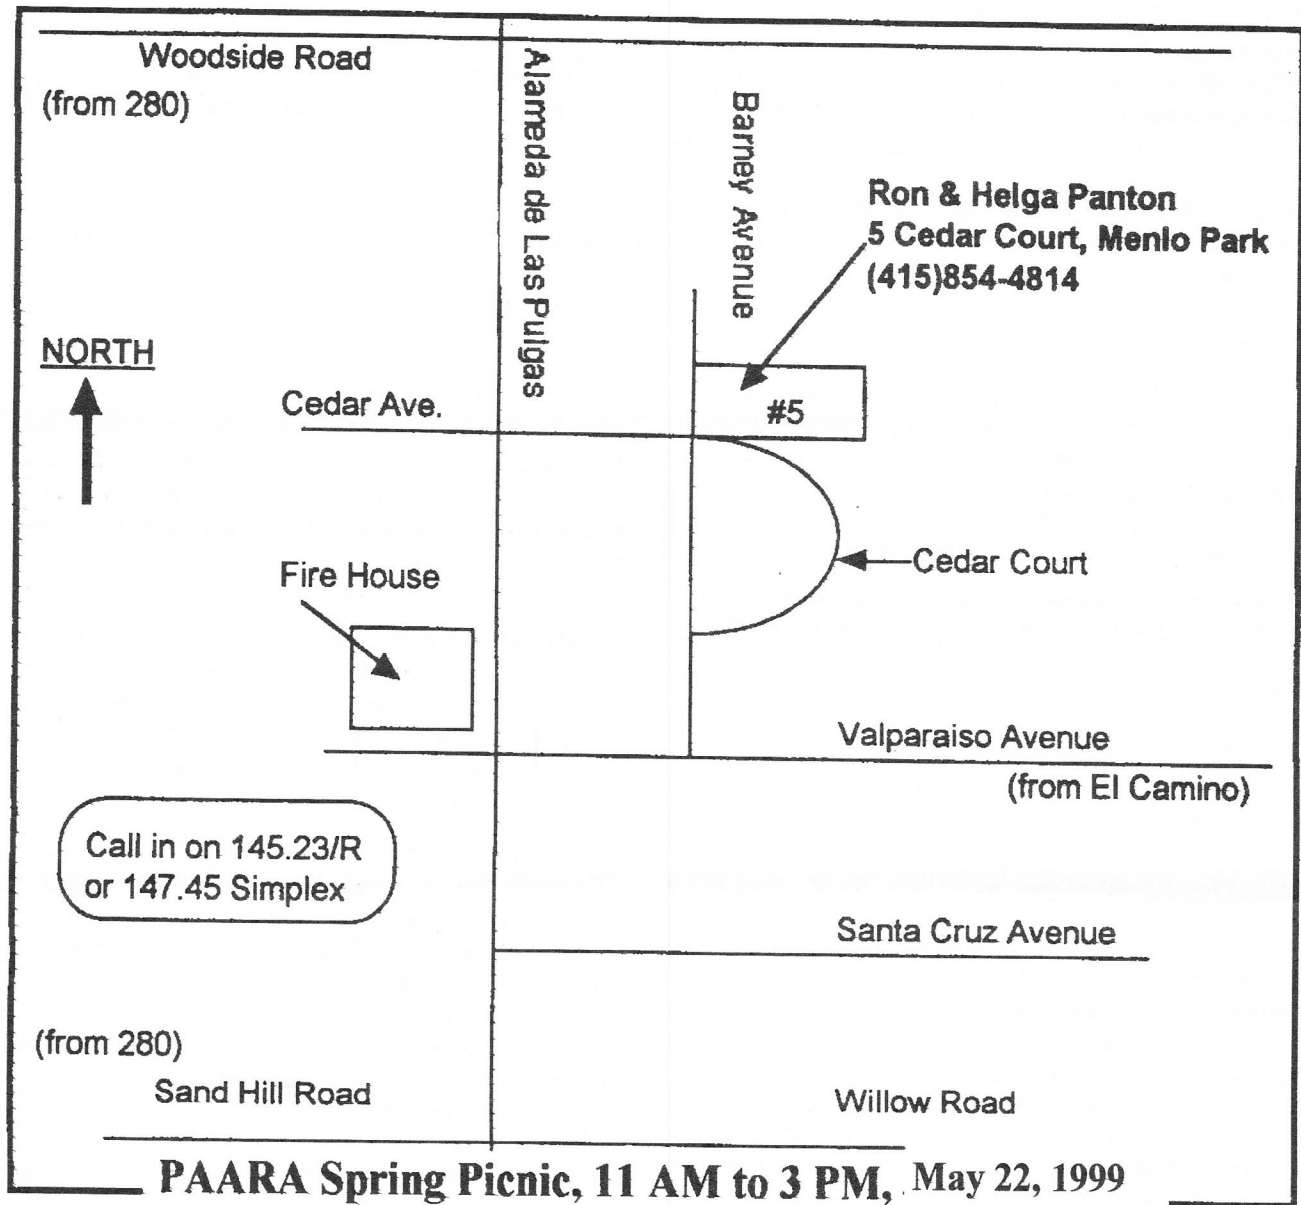 Woodside Road
(from 280)
Alameda de Las Pulgas
Barney Avenue
Ron & Helga Panton
5 Cedar Court, Menlo Park
(415)854-4814
NORTH
Cedar Ave.
#5
Fire House
Cedar Court
Valparaiso Avenue
(from El Camino)
Call in on 145.23/R
or 147.45 Simplex
Santa Cruz Avenue
(from 280)
Sand Hill Road
Willow Road
PAARA Spring Picnic, 11 AM to 3 PM, May 22, 1999